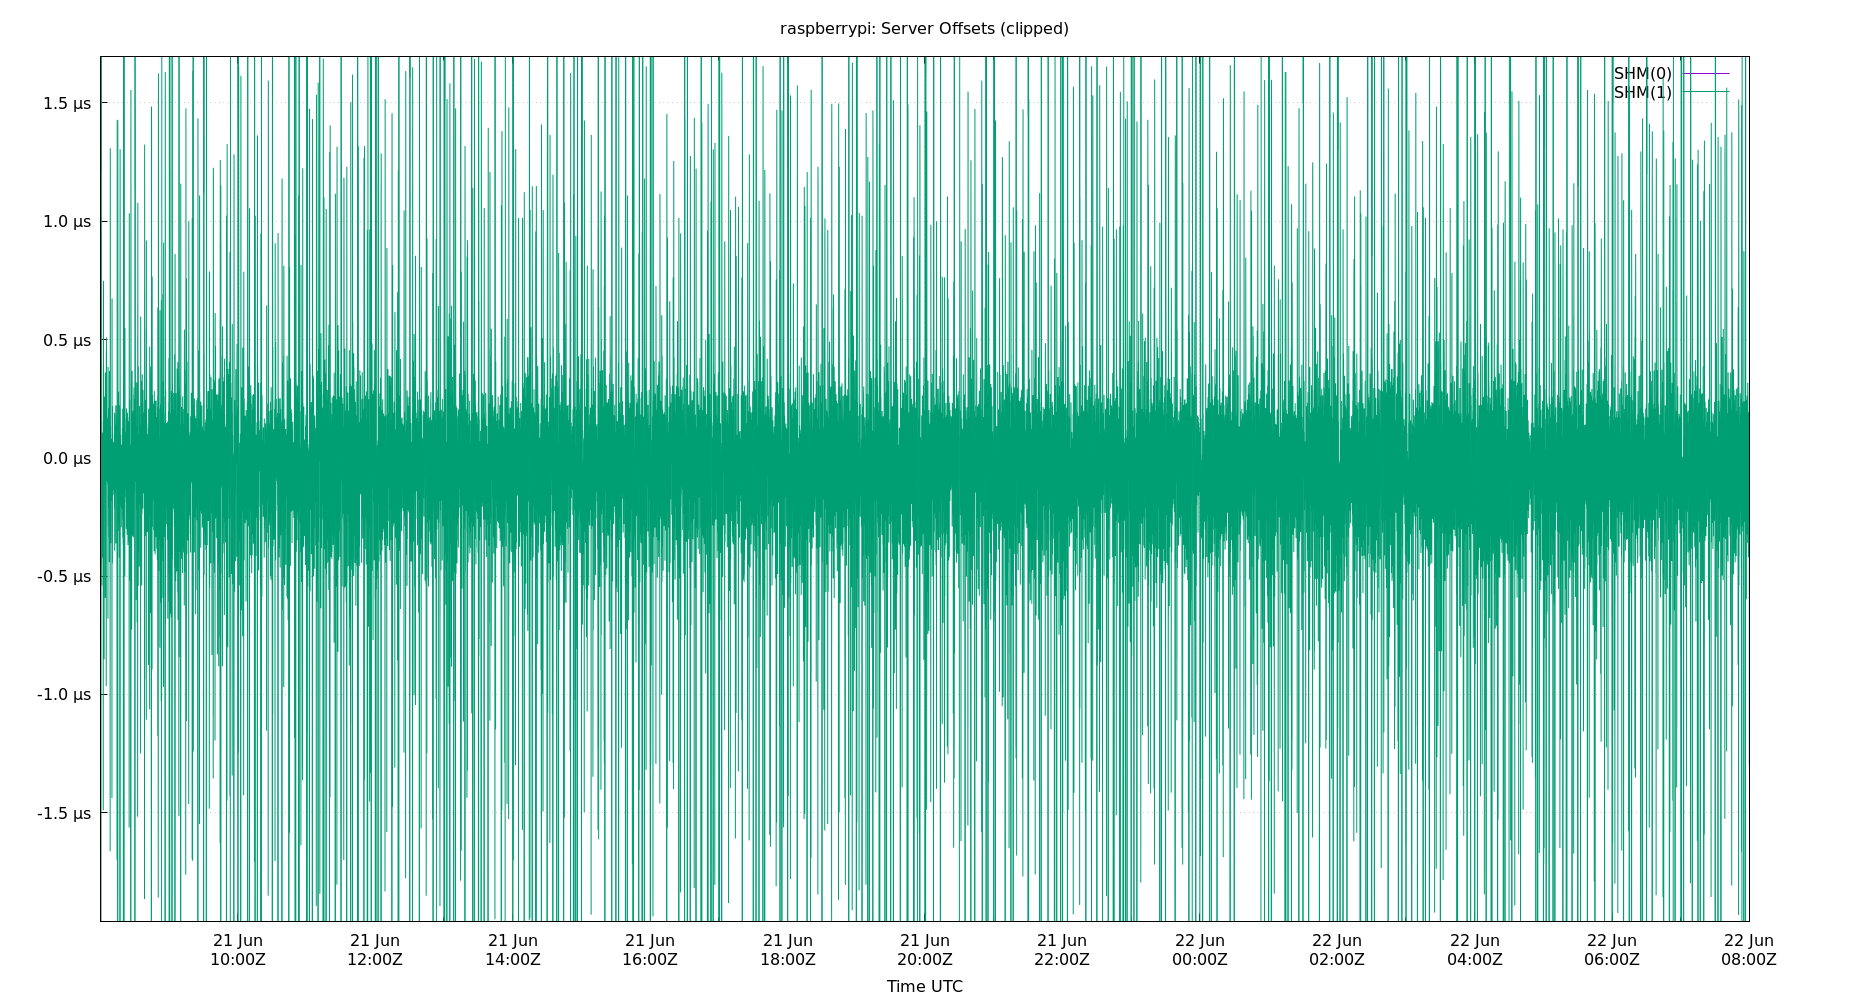 raspberrypi: Server Offsets (clipped)
SHM(0)
SHM(1)
1.5 µs
1.0 µs
0.5 µs
0.0 µs
-0.5 µs
-1.0 µs
-1.5 µs
21 Jun 21 Jun 21 Jun 21 Jun 21 Jun 21 Jun 21 Jun 22 Jun 22 Jun 22 Jun 22 Jun 22 Jun
10:00Z 12:00Z 14:00Z 16:00Z 18:00Z 20:00Z 22:00Z 00:00Z 02:00Z 04:00Z 06:00Z 08:00Z
Time UTC